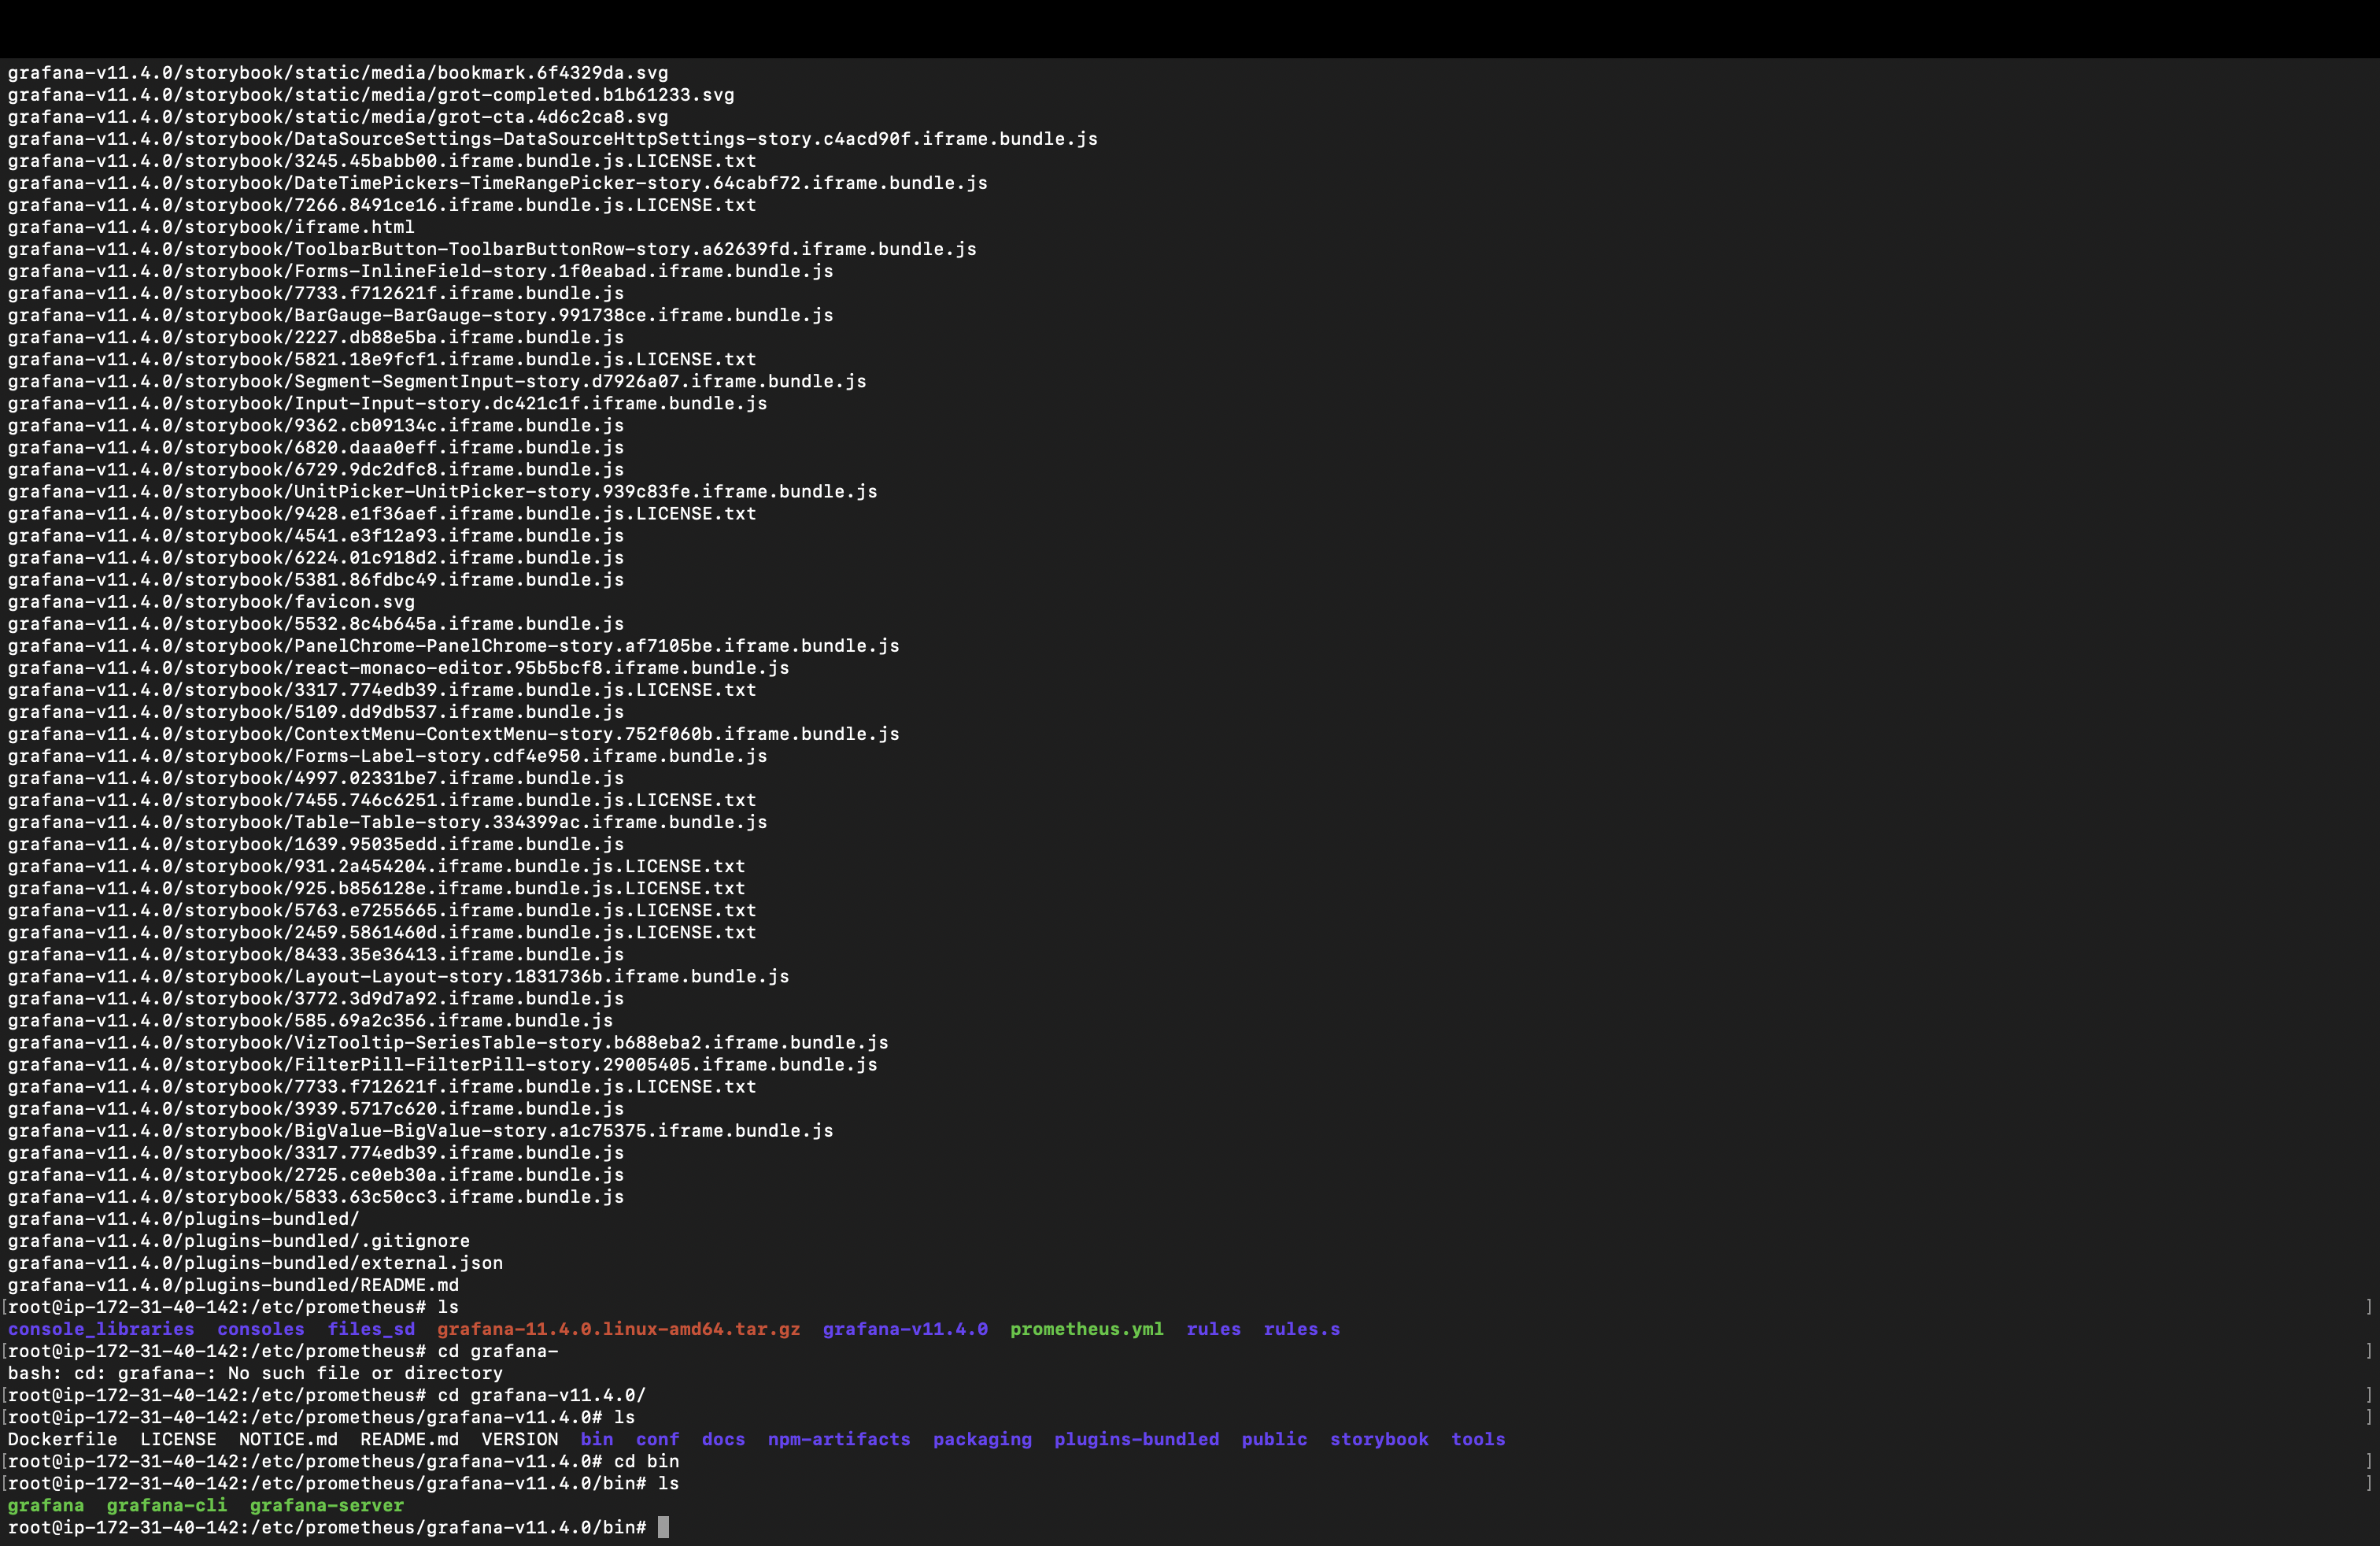 grafana-v11.4.0/storybook/static/media/bookmark.6f4329da.svg
grafana-v11.4.0/storybook/static/media/grot-completed.b1b61233.svg
grafana-v11.4.0/storybook/static/media/grot-cta.4d6c2ca8.svg
grafana-v11.4.0/storybook/DataSourceSettings-DataSourceHttpSettings-story.c4acd90f.iframe.bundle.js
grafana-v11.4.0/storybook/3245.45babb00.iframe.bundle.js.LICENSE.txt
grafana-v11.4.0/storybook/DateTimePickers-TimeRangePicker-story.64cabf72.iframe.bundle.js
grafana-v11.4.0/storybook/7266.8491ce16.iframe.bundle.js.LICENSE.txt
grafana-v11.4.0/storybook/iframe.html
grafana-v11.4.0/storybook/ToolbarButton-ToolbarButtonRow-story.a62639fd.iframe.bundle.js
grafana-v11.4.0/storybook/Forms-InlineField-story.1f0eabad.iframe.bundle.js
grafana-v11.4.0/storybook/7733.f712621f.iframe.bundle.js
grafana-v11.4.0/storybook/BarGauge-BarGauge-story.991738ce.iframe.bundle.js
grafana-v11.4.0/storybook/2227.db88e5ba.iframe.bundle.js
grafana-v11.4.0/storybook/5821.18e9fcf1.iframe.bundle.js.LICENSE.txt
grafana-v11.4.0/storybook/Segment-SegmentInput-story.d7926a07.iframe.bundle.js
grafana-v11.4.0/storybook/Input-Input-story.dc421c1f.iframe.bundle.js
grafana-v11.4.0/storybook/9362.cb09134c.iframe.bundle.js
grafana-v11.4.0/storybook/6820.daaa0eff.iframe.bundle.js
grafana-v11.4.0/storybook/6729.9dc2dfc8.iframe.bundle.js
grafana-v11.4.0/storybook/UnitPicker-UnitPicker-story.939c83fe.iframe.bundle.js
grafana-v11.4.0/storybook/9428.e1f36aef.iframe.bundle.js.LICENSE.txt
grafana-v11.4.0/storybook/4541.e3f12a93.iframe.bundle.js
grafana-v11.4.0/storybook/6224.01c918d2.iframe.bundle.js
grafana-v11.4.0/storybook/5381.86fdbc49.iframe.bundle.js
grafana-v11.4.0/storybook/favicon.svg
grafana-v11.4.0/storybook/5532.8c4b645a.iframe.bundle.js
grafana-v11.4.0/storybook/PanelChrome-PanelChrome-story.af7105be.iframe.bundle.js
grafana-v11.4.0/storybook/react-monaco-editor.95b5bcf8.iframe.bundle.js
grafana-v11.4.0/storybook/3317.774edb39.iframe.bundle.js.LICENSE.txt
grafana-v11.4.0/storybook/5109.dd9db537.iframe.bundle.js
grafana-v11.4.0/storybook/ContextMenu-ContextMenu-story.752f060b.iframe.bundle.js
grafana-v11.4.0/storybook/Forms-Label-story.cdf4e950.iframe.bundle.js
grafana-v11.4.0/storybook/4997.02331be7.iframe.bundle.js
grafana-v11.4.0/storybook/7455.746c6251.iframe.bundle.js.LICENSE.txt
grafana-v11.4.0/storybook/Table-Table-story.334399ac.iframe.bundle.js
grafana-v11.4.0/storybook/1639.95035edd.iframe.bundle.js
grafana-v11.4.0/storybook/931.2a454204.iframe.bundle.js.LICENSE.txt
grafana-v11.4.0/storybook/925.b856128e.iframe.bundle.js.LICENSE.txt
grafana-v11.4.0/storybook/5763.e7255665.iframe.bundle.js.LICENSE.txt
grafana-v11.4.0/storybook/2459.5861460d.iframe.bundle.js.LICENSE.txt
grafana-v11.4.0/storybook/8433.35e36413.iframe.bundle.js
grafana-v11.4.0/storybook/Layout-Layout-story.1831736b.iframe.bundle.js
grafana-v11.4.0/storybook/3772.3d9d7a92.iframe.bundle.js
grafana-v11.4.0/storybook/585.69a2c356.iframe.bundle.js
grafana-v11.4.0/storybook/VizTooltip-SeriesTable-story.b688eba2.iframe.bundle.js
grafana-v11.4.0/storybook/FilterPill-FilterPill-story.29005405.iframe.bundle.js
grafana-v11.4.0/storybook/7733.f712621f.iframe.bundle.js.LICENSE.txt
grafana-v11.4.0/storybook/3939.5717c620.iframe.bundle.js
grafana-v11.4.0/storybook/BigValue-BigValue-story.a1c75375.iframe.bundle.js
grafana-v11.4.0/storybook/3317.774edb39.iframe.bundle.js
grafana-v11.4.0/storybook/2725.ce0eb30a.iframe.bundle.js
grafana-v11.4.0/storybook/5833.63c50cc3.iframe.bundle.js
grafana-v11.4.0/plugins-bundled/
grafana-v11.4.0/plugins-bundled/.gitignore
grafana-v11.4.0/plugins-bundled/external.json
grafana-v11.4.0/plugins-bundled/README.md
[root@ip-172-31-40-142:/etc/prometheus# ls ]
console_libraries  consoles  files_sd  grafana-11.4.0.linux-amd64.tar.gz  grafana-v11.4.0  prometheus.yml  rules  rules.s
[root@ip-172-31-40-142:/etc/prometheus# cd grafana- ]
bash: cd: grafana-: No such file or directory
[root@ip-172-31-40-142:/etc/prometheus# cd grafana-v11.4.0/ ]
[root@ip-172-31-40-142:/etc/prometheus/grafana-v11.4.0# ls ]
Dockerfile  LICENSE  NOTICE.md  README.md  VERSION  bin  conf  docs  npm-artifacts  packaging  plugins-bundled  public  storybook  tools
[root@ip-172-31-40-142:/etc/prometheus/grafana-v11.4.0# cd bin ]
[root@ip-172-31-40-142:/etc/prometheus/grafana-v11.4.0/bin# ls ]
grafana  grafana-cli  grafana-server
root@ip-172-31-40-142:/etc/prometheus/grafana-v11.4.0/bin#